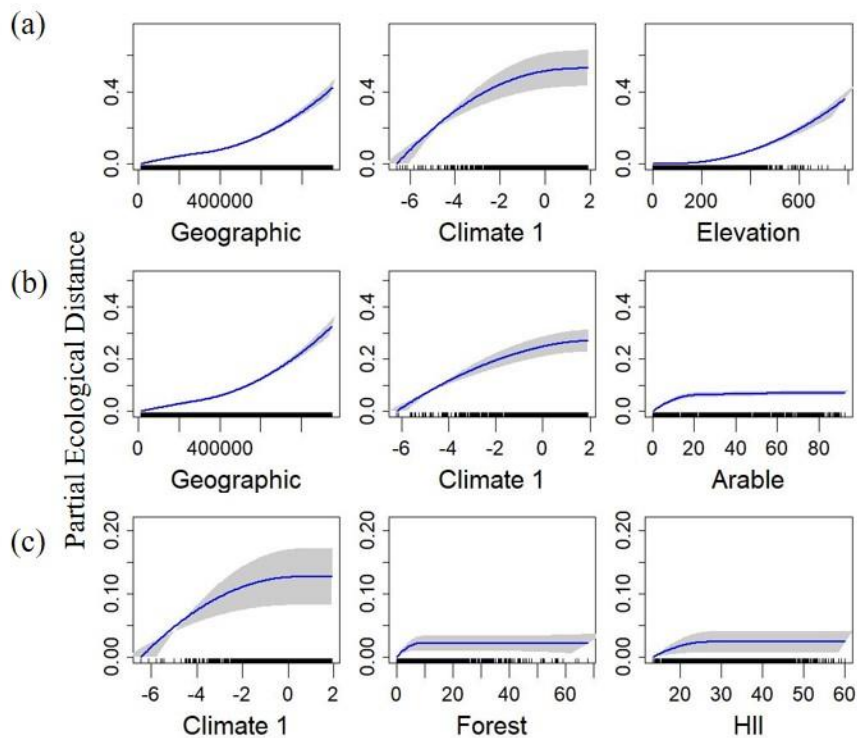 Partial Ecological Distance
(a)
0.4
0.0
0.4
0.0
0.4
0.0
0 400000
-6 -4 -2 0 2
0 200 600
Geographic
Climate 1
Elevation
(b)
0.4
0.2
0.0
0.4
0.2
0.0
0.4
0.2
0.0
0 400000
-6 -4 -2 0 2
0 20 40 60 80
Geographic
Climate 1
Arable
(c)
0.20
0.10
0.00
0.20
0.10
0.00
0.20
0.10
0.00
-6 -4 -2 0 2
0 20 40 60
20 30 40 50 60
Climate 1
Forest
HII